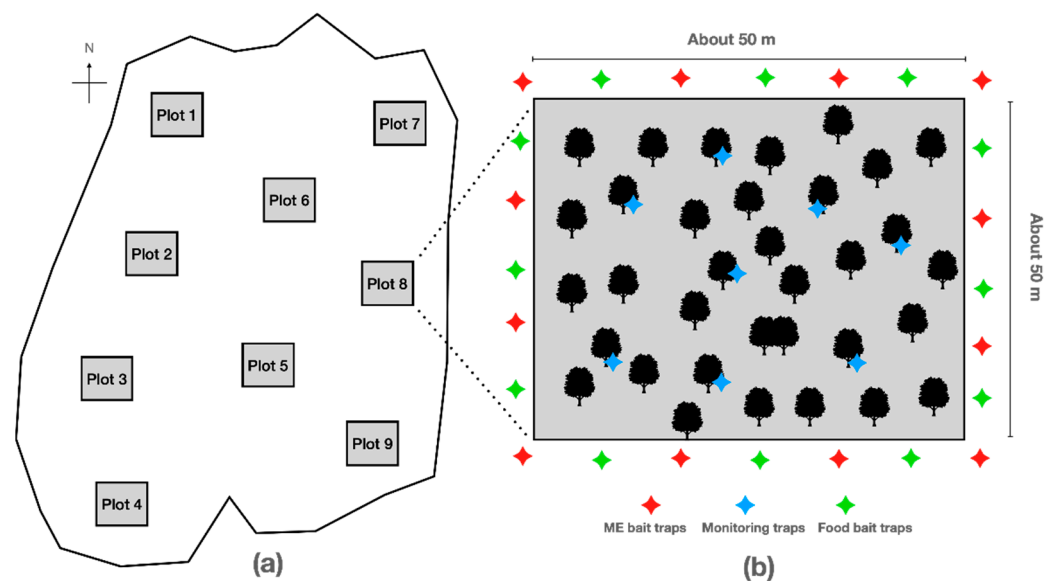 N
Plot 1
Plot 7
Plot 6
Plot 2
Plot 8
Plot 3
Plot 5
Plot 9
Plot 4
(a)
About 50 m
About 50 m
ME bait traps
Monitoring traps
Food bait traps
(b)